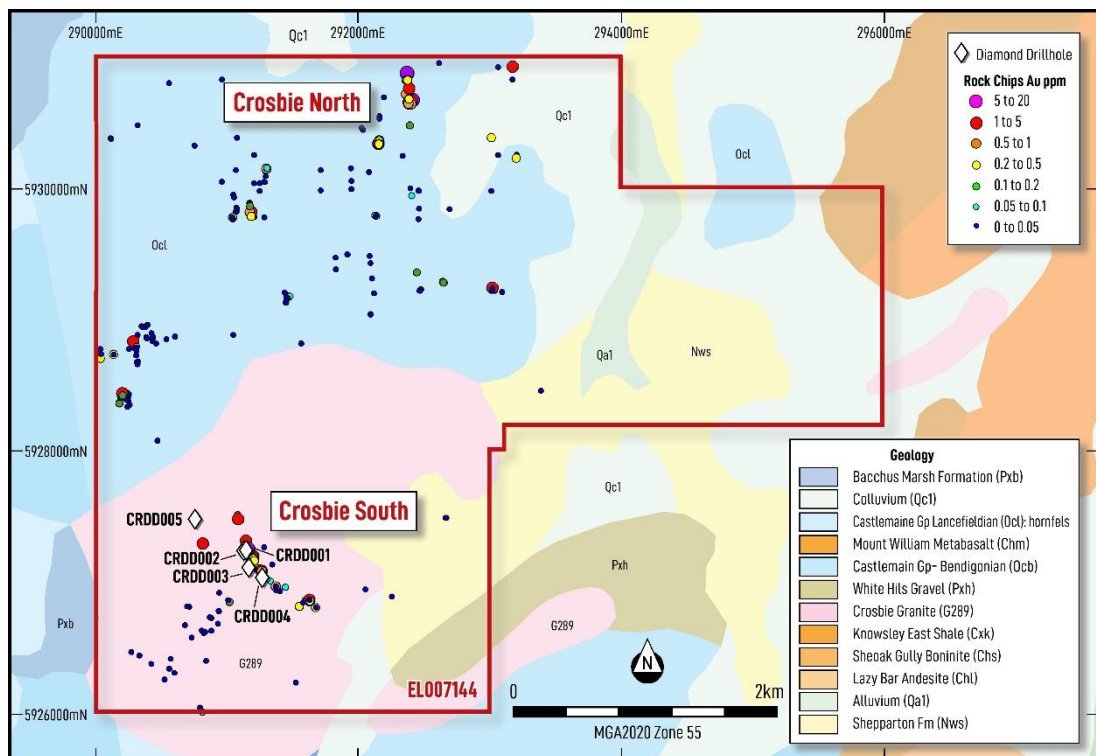 290000mE
292000mE
294000mE
296000mE
Qc1
Diamond Drillhole
Rock Chips Au ppm
5 to 20
1 to 5
0.5 to 1
0.2 to 0.5
0.1 to 0.2
0.05 to 0.1
0 to 0.05
Crosbie North
Qc1
Ocl
5930000mN
Ocl
Qa1
Nws
5928000mN
Crosbie South
CRDD005
CRDD002
CRDD001
CRDD003
CRDD004
Qc1
Pxh
G289
Pxb
G289
EL007144
N
0
2km
MGA2020 Zone 55
5926000mN
Geology
Bacchus Marsh Formation (Pxb)
Colluvium (Qc1)
Castlemaine Gp Lancefieldian (Ocl): hornfels
Mount William Metabasalt (Chm)
Castlemain Gp- Bendigonian (Ocb)
White Hils Gravel (Pxh)
Crosbie Granite (G289)
Knowsley East Shale (Cxk)
Sheoak Gully Boninite (Chs)
Lazy Bar Andesite (Chl)
Alluvium (Qa1)
Shepparton Fm (Nws)